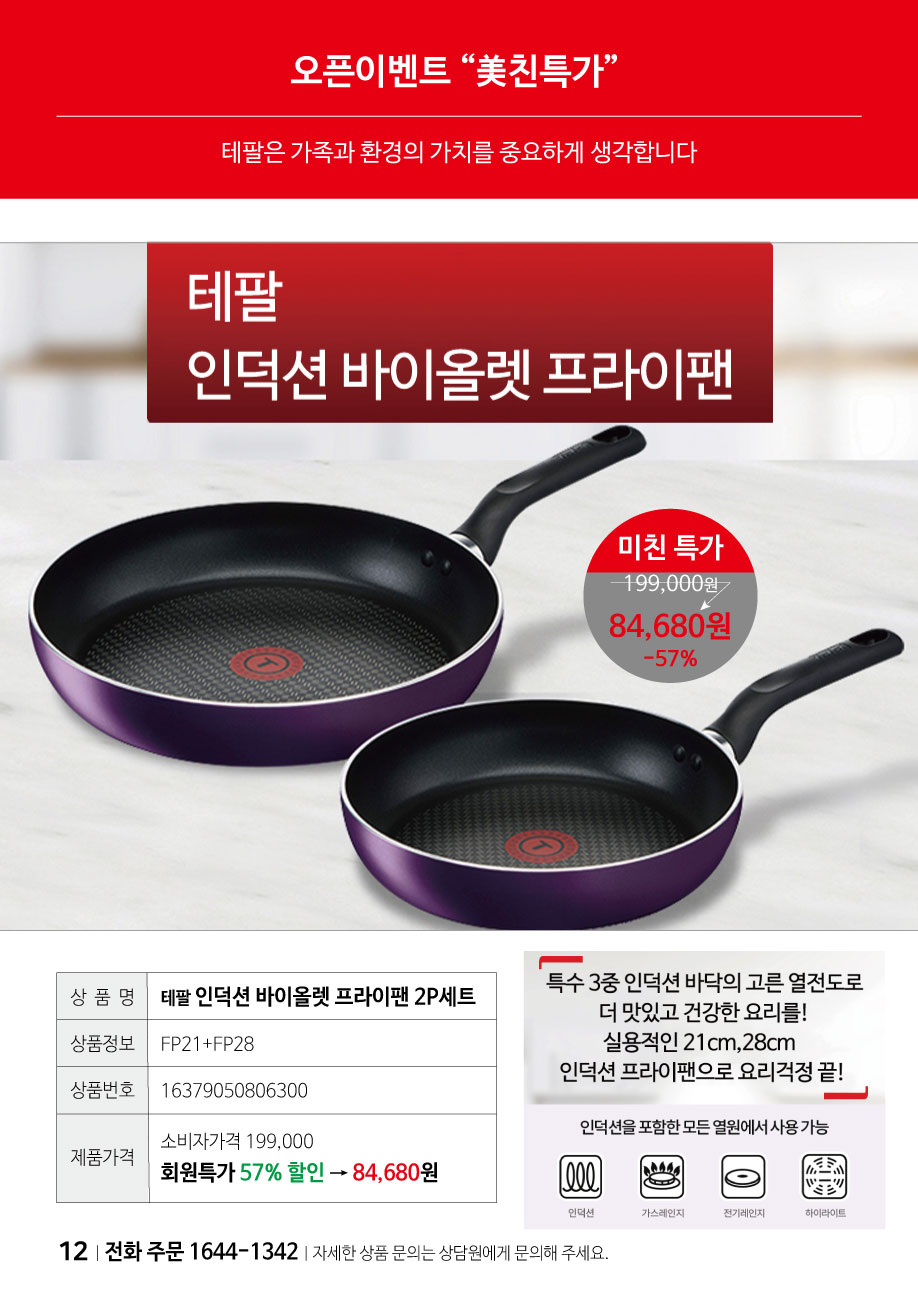 오픈이벤트 “美친특가”
테팔은 가족과 환경의 가치를 중요하게 생각합니다
테팔
인덕션 바이올렛 프라이팬
미친 특가
199,000원
84,680원
-57%
상 품 명 테팔 인덕션 바이올렛 프라이팬 2P세트
상품정보 FP21+FP28
상품번호 16379050806300
제품가격 소비자가격 199,000
회원특가 57% 할인 → 84,680원
특수 3중 인덕션 바닥의 고른 열전도로
더 맛있고 건강한 요리를!
실용적인 21cm,28cm
인덕션 프라이팬으로 요리걱정 끝!
인덕션을 포함한 모든 열원에서 사용 가능
인덕션 가스레인지 전기레인지 하이라이트
12 | 전화 주문 1644-1342 | 자세한 상품 문의는 상담원에게 문의해 주세요.